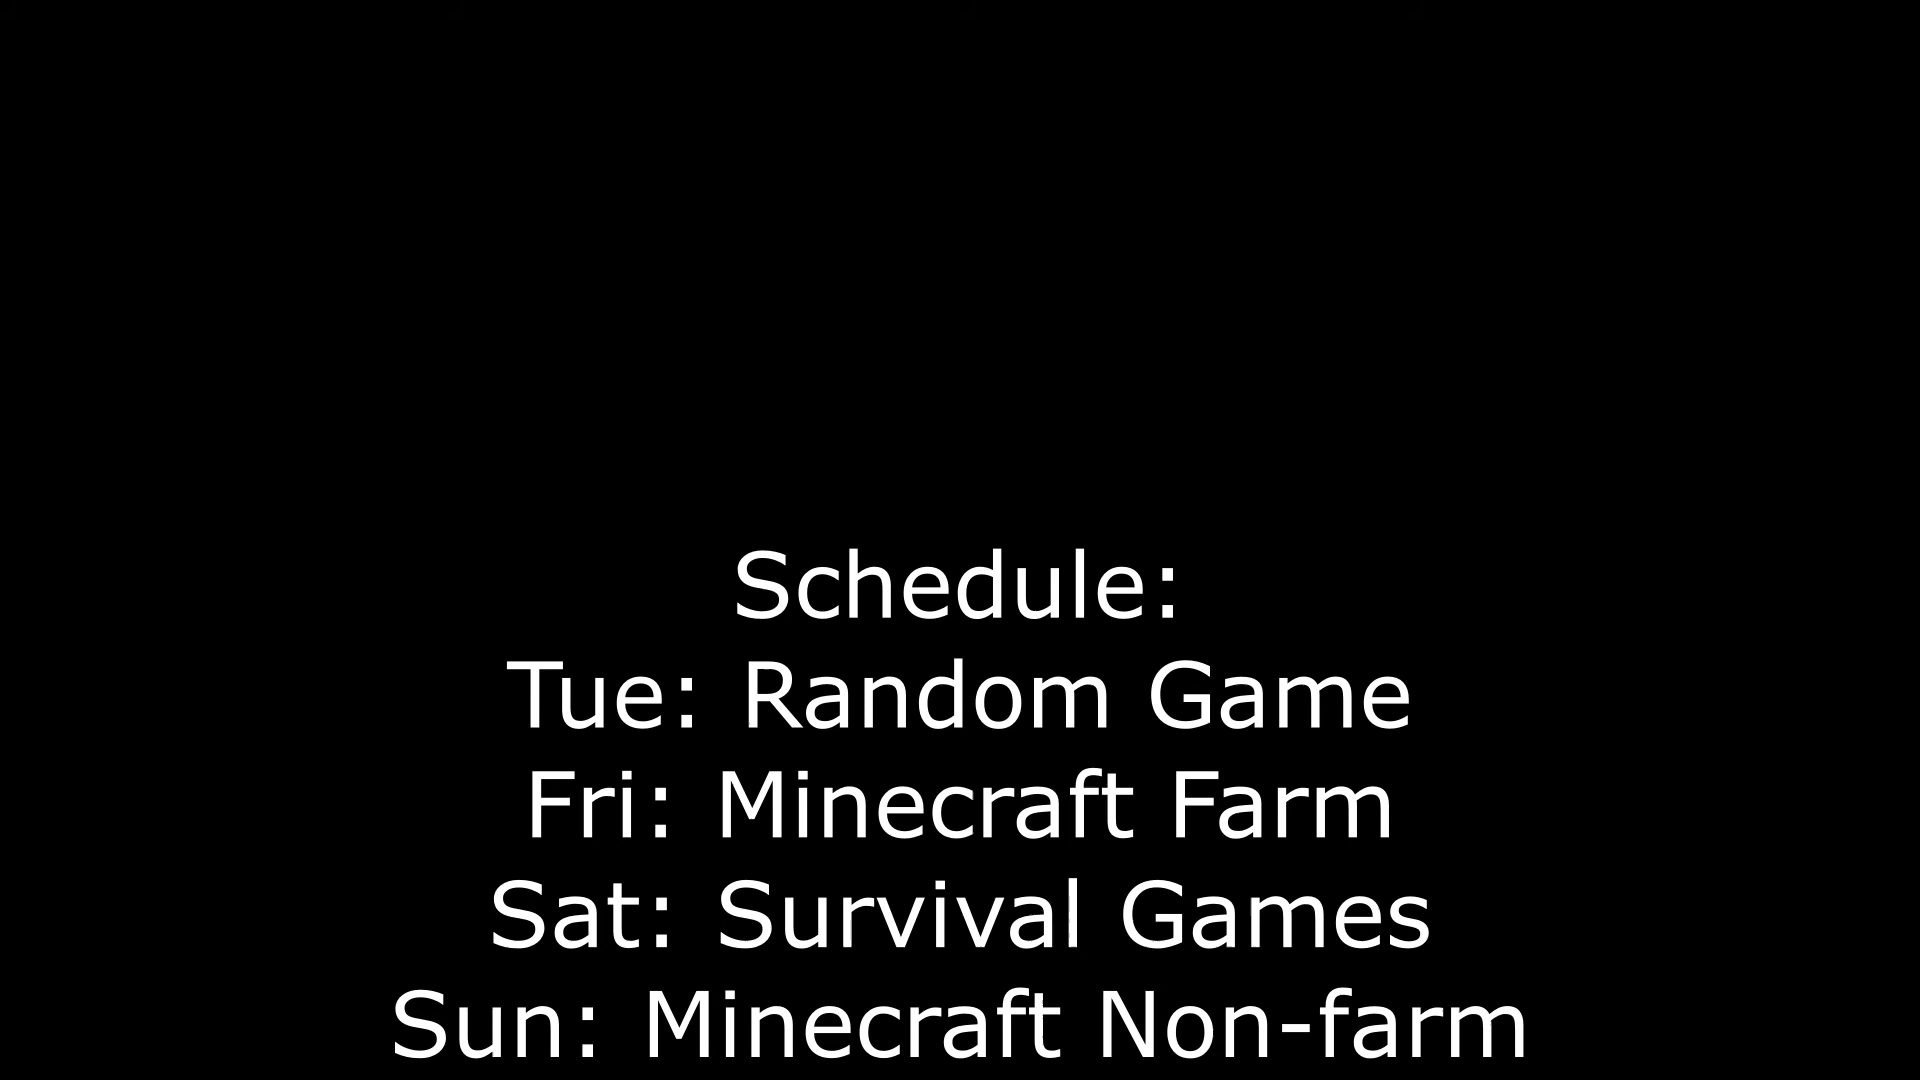 Schedule:
Tue: Random Game
Fri: Minecraft Farm
Sat: Survival Games
Sun: Minecraft Non-farm